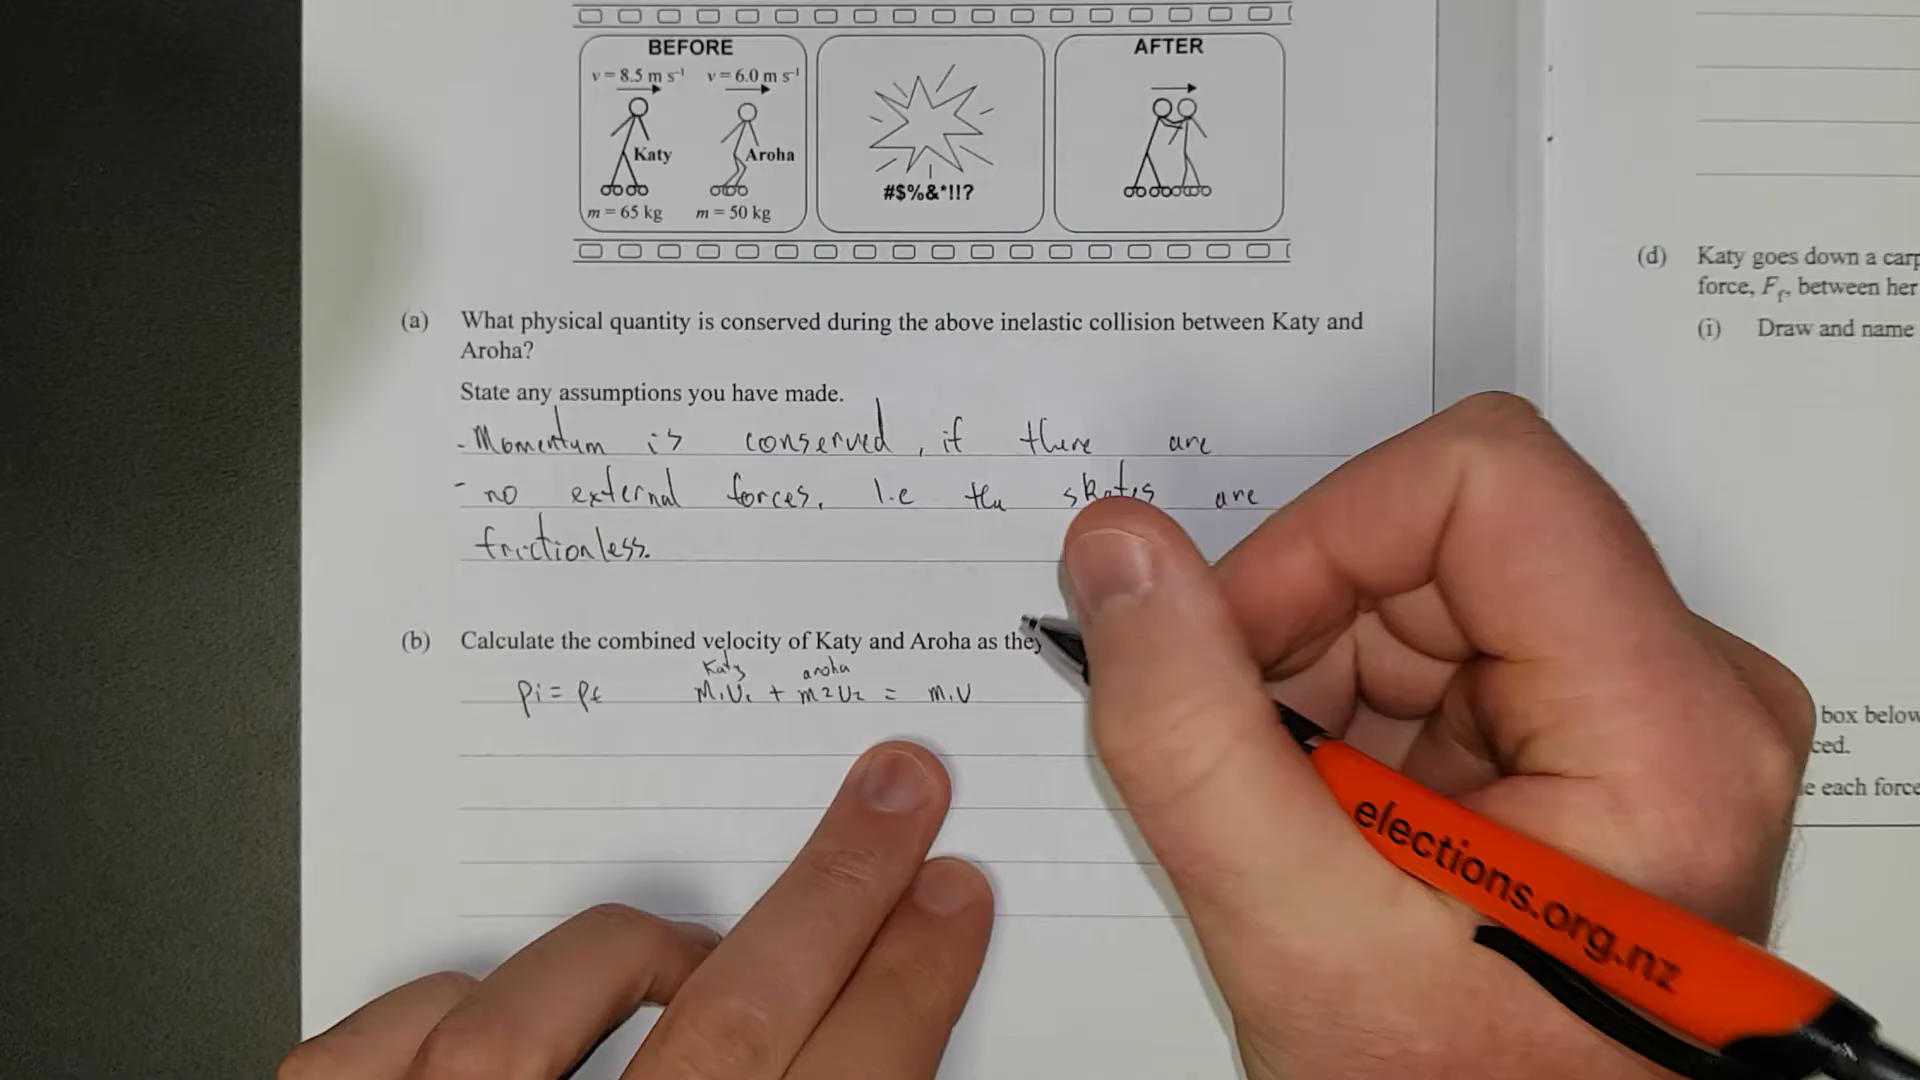 BEFORE
AFTER
v = 8.5 m s⁻¹ v = 6.0 m s⁻¹
Katy
Aroha
m = 65 kg m = 50 kg
#$%&*!!?
(a) What physical quantity is conserved during the above inelastic collision between Katy and
Aroha?
State any assumptions you have made.
- Momentum is conserved, if there are
- no external forces. I.e the skates are
frictionless.
(b) Calculate the combined velocity of Katy and Aroha as they
Katy aroha
pi = pf m₁v₁ + m2v₂ = m₁v
(d) Katy goes down a
force, F_f, between her
(i) Draw and name
box below
each force
elections.org.nz